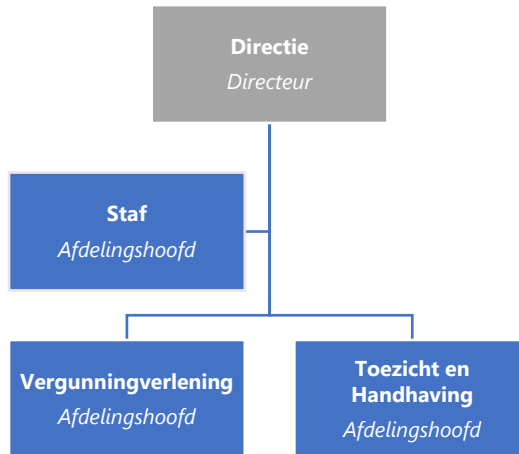 Directie
Directeur
Staf
Afdelingshoofd
Vergunningverlening
Afdelingshoofd
Toezicht en
Handhaving
Afdelingshoofd